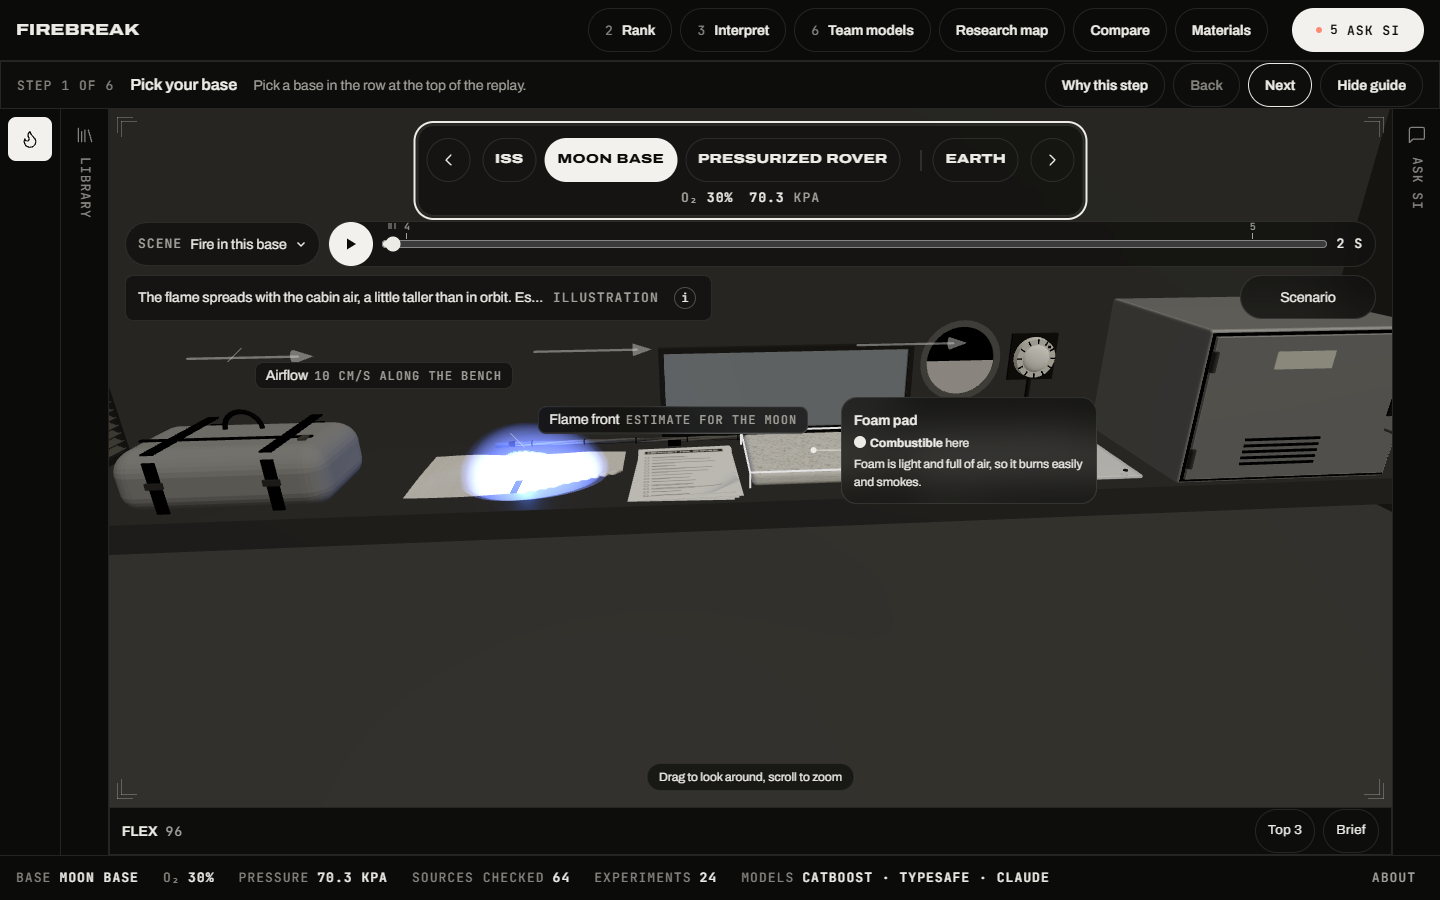 FIREBREAK
2 Rank
3 Interpret
6 Team models
Research map
Compare
Materials
5 ASK SI
STEP 1 OF 6
Pick your base
Pick a base in the row at the top of the replay.
Why this step
Back
Next
Hide guide
LIBRARY
ASK SI
ISS
MOON BASE
PRESSURIZED ROVER
EARTH
O₂ 30% 70.3 KPA
SCENE Fire in this base
4
5
2 S
The flame spreads with the cabin air, a little taller than in orbit. Es... ILLUSTRATION i
Scenario
Airflow 10 CM/S ALONG THE BENCH
Flame front ESTIMATE FOR THE MOON
Foam pad
Combustible here
Foam is light and full of air, so it burns easily
and smokes.
Drag to look around, scroll to zoom
FLEX 96
Top 3
Brief
BASE MOON BASE O₂ 30% PRESSURE 70.3 KPA SOURCES CHECKED 64 EXPERIMENTS 24 MODELS CATBOOST · TYPESAFE · CLAUDE
ABOUT